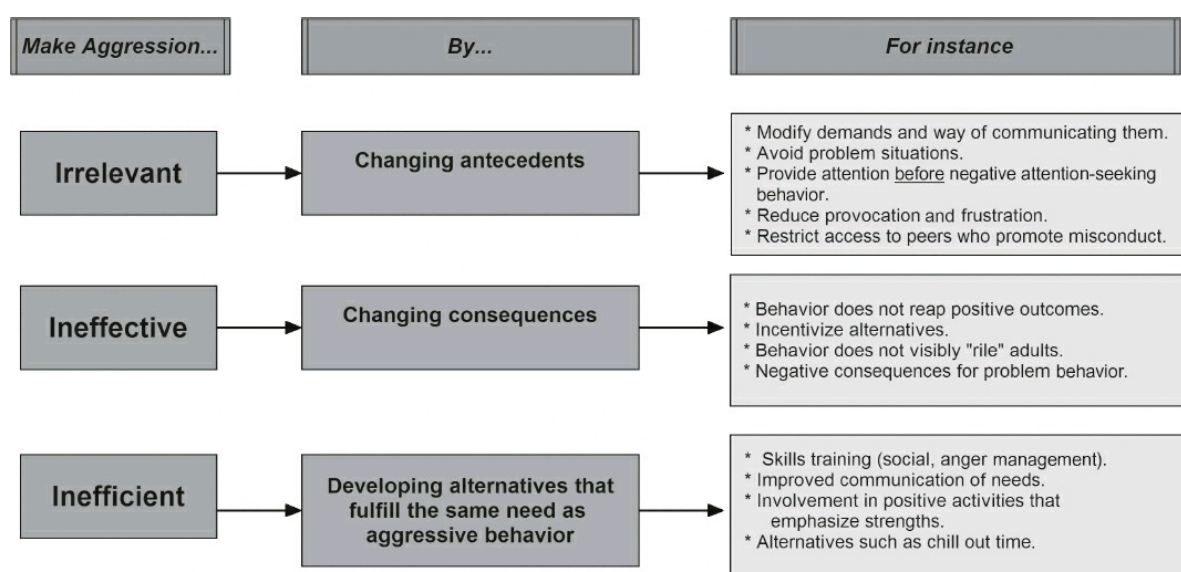 Make Aggression...
By...
For instance
Irrelevant
Changing antecedents
* Modify demands and way of communicating them.
* Avoid problem situations.
* Provide attention before negative attention-seeking
behavior.
* Reduce provocation and frustration.
* Restrict access to peers who promote misconduct.
Ineffective
Changing consequences
* Behavior does not reap positive outcomes.
* Incentivize alternatives.
* Behavior does not visibly "rile" adults.
* Negative consequences for problem behavior.
Inefficient
Developing alternatives that
fulfill the same need as
aggressive behavior
* Skills training (social, anger management).
* Improved communication of needs.
* Involvement in positive activities that
emphasize strengths.
* Alternatives such as chill out time.